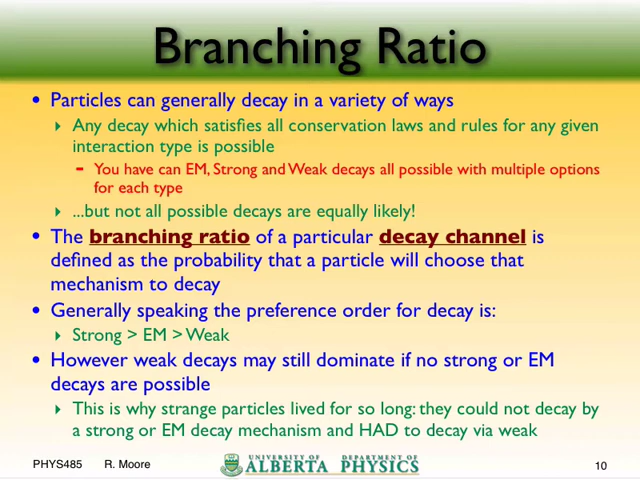 Branching Ratio
• Particles can generally decay in a variety of ways
‣ Any decay which satisfies all conservation laws and rules for any given
interaction type is possible
- You have can EM, Strong and Weak decays all possible with multiple options
for each type
‣ ...but not all possible decays are equally likely!
• The branching ratio of a particular decay channel is
defined as the probability that a particle will choose that
mechanism to decay
• Generally speaking the preference order for decay is:
‣ Strong > EM > Weak
• However weak decays may still dominate if no strong or EM
decays are possible
‣ This is why strange particles lived for so long: they could not decay by
a strong or EM decay mechanism and HAD to decay via weak
PHYS485 R. Moore
UNIVERSITY OF DEPARTMENT OF
ALBERTA PHYSICS
10